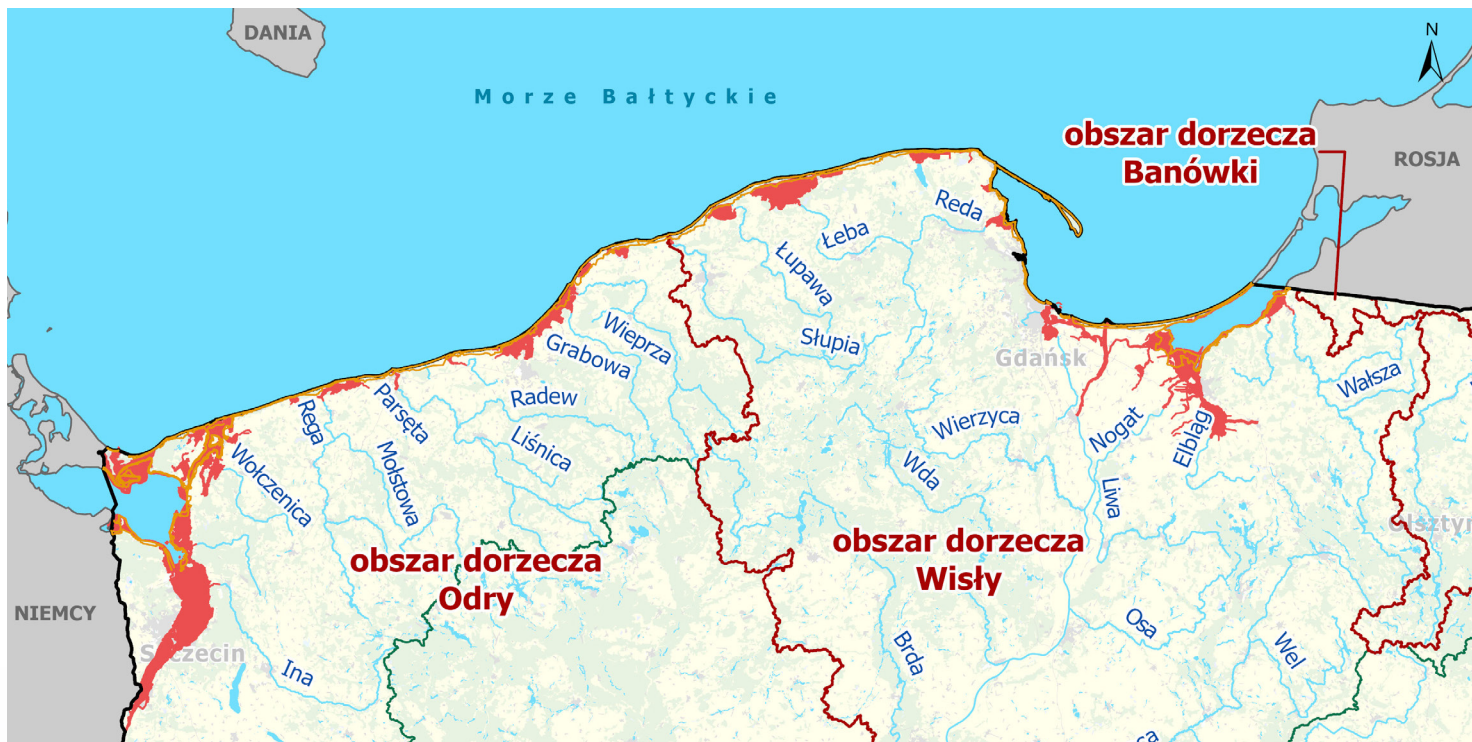 DANIA
N
Morze Bałtyckie
obszar dorzecza
Banówki
ROSJA
Reda
Łeba
Łupawa
Słupia
Wieprza
Grabowa
Gdańsk
Wałsza
Radew
Parsęta
Rega
Liśnica
Mołstowa
Wołczenica
Wierzyca
Nogat
Elbląg
Wda
Liwa
obszar dorzecza
Odry
obszar dorzecza
Wisły
Olsztyn
NIEMCY
Szczecin
Ina
Brda
Osa
Wel